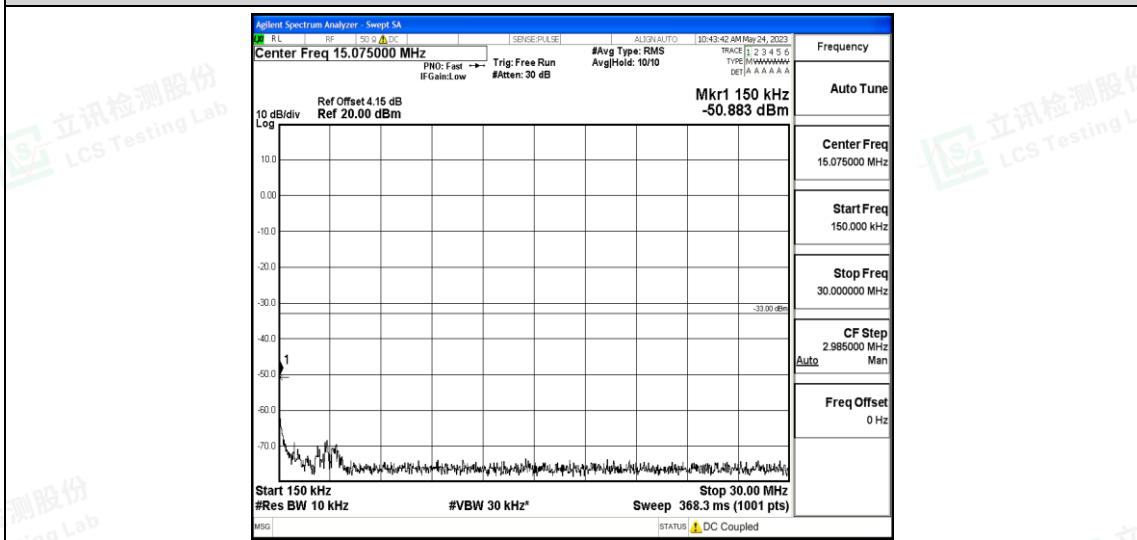 Agilent Spectrum Analyzer - Swept SA
RL RF 50 Ω DC SENSE:PULSE ALIGN AUTO 10:43:42 AM May 24, 2023
Center Freq 15.075000 MHz
PNO: Fast
IFGain:Low
Trig: Free Run
#Atten: 30 dB
#Avg Type: RMS
Avg|Hold: 10/10
TRACE 1 2 3 4 5 6
TYPE MWWWWW
DET A A A A A A
Mkr1 150 kHz
-50.883 dBm
Ref Offset 4.15 dB
10 dB/div Ref 20.00 dBm
Log
10.0
0.00
-10.0
-20.0
-30.0
-33.00 dBm
-40.0
1
-50.0
-60.0
-70.0
Start 150 kHz Stop 30.00 MHz
#Res BW 10 kHz #VBW 30 kHz* Sweep 368.3 ms (1001 pts)
MSG STATUS DC Coupled
Frequency
Auto Tune
Center Freq
15.075000 MHz
Start Freq
150.000 kHz
Stop Freq
30.000000 MHz
CF Step
2.985000 MHz
Auto Man
Freq Offset
0 Hz
立讯检测股份
LCS Testing Lab
立讯检测股份
LCS Testing L
测股份
ng Lab